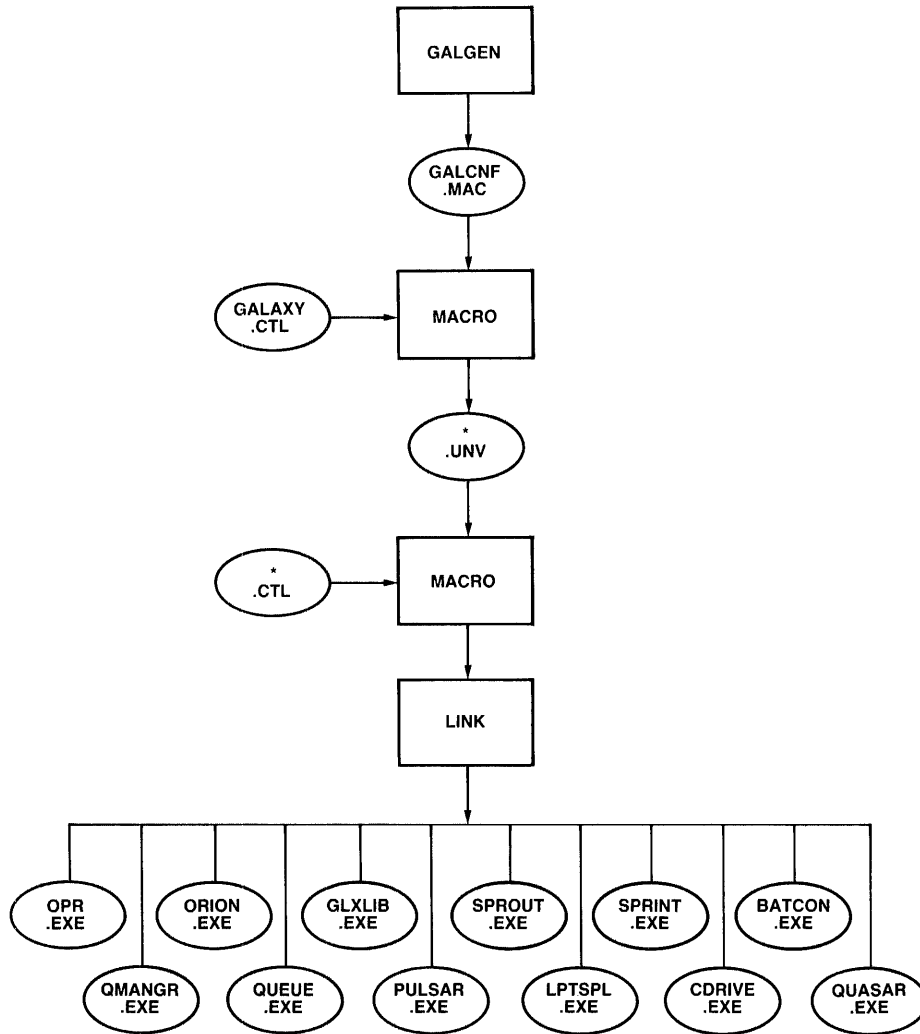 GALGEN
GALCNF
.MAC
GALAXY
.CTL
MACRO
*
.UNV
*
.CTL
MACRO
LINK
OPR
.EXE
ORION
.EXE
GLXLIB
.EXE
SPROUT
.EXE
SPRINT
.EXE
BATCON
.EXE
QMANGR
.EXE
QUEUE
.EXE
PULSAR
.EXE
LPTSPL
.EXE
CDRIVE
.EXE
QUASAR
.EXE